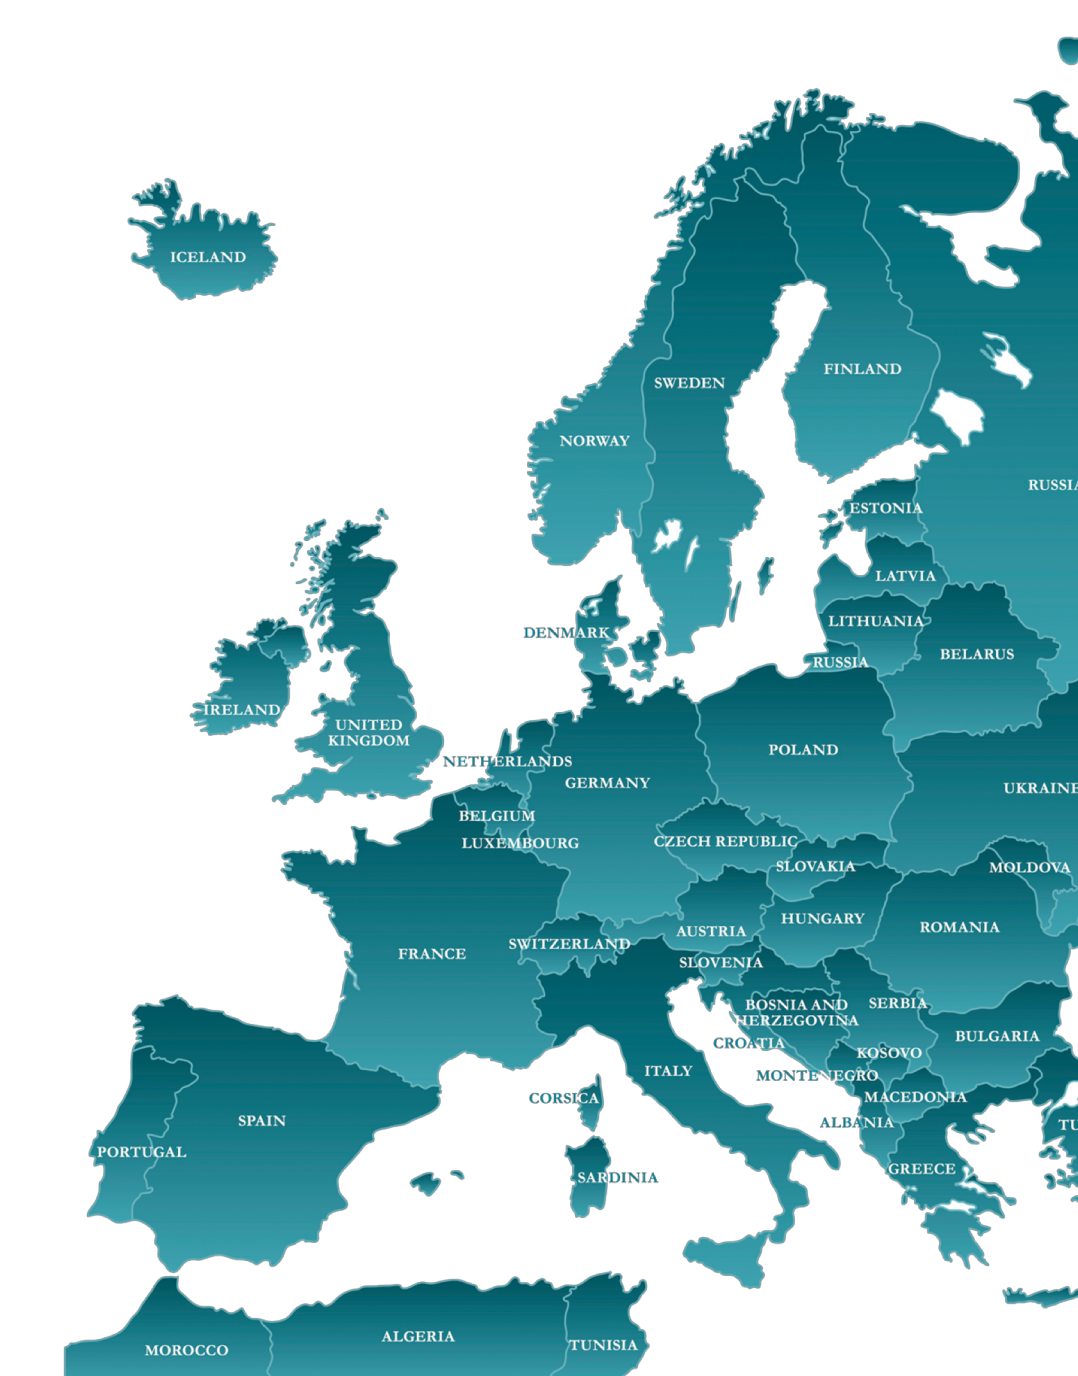 ICELAND
FINLAND
SWEDEN
NORWAY
RUSSIA
ESTONIA
LATVIA
LITHUANIA
DENMARK
BELARUS
RUSSIA
IRELAND
UNITED
KINGDOM
POLAND
NETHERLANDS
GERMANY
UKRAINE
BELGIUM
LUXEMBOURG
CZECH REPUBLIC
SLOVAKIA
MOLDOVA
HUNGARY
ROMANIA
AUSTRIA
SWITZERLAND
FRANCE
SLOVENIA
SERBIA
BOSNIA AND
HERZEGOVINA
BULGARIA
CROATIA
KOSOVO
ITALY
MONTENEGRO
MACEDONIA
CORSICA
SPAIN
ALBANIA
TU
PORTUGAL
GREECE
SARDINIA
ALGERIA
TUNISIA
MOROCCO